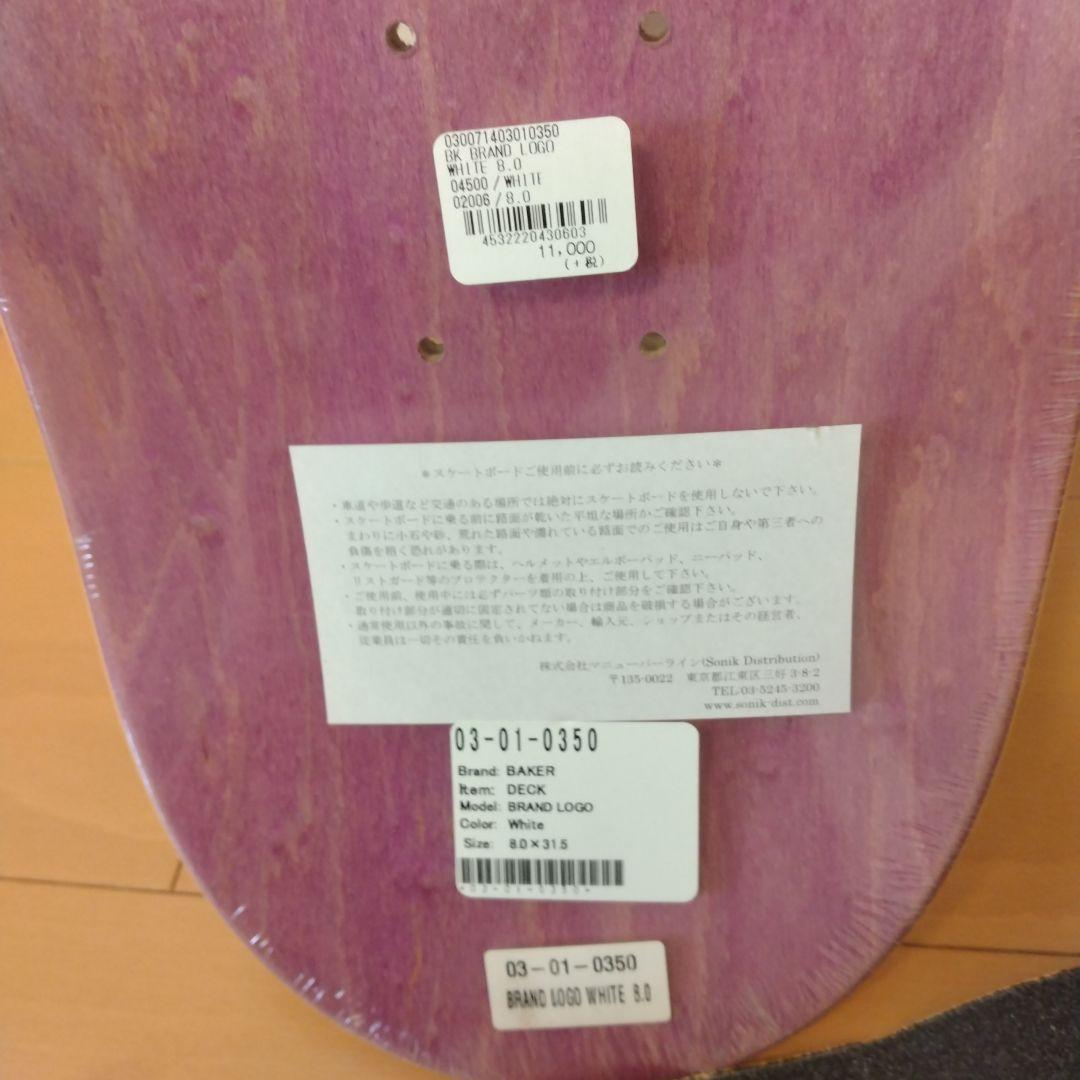 030071403010350
BK BRAND LOGO
WHITE 8.0
04500 / WHITE
02006 / 8.0
4532220430603
11,000
(+税)
*スケートボードご使用前に必ずお読みください*
・車道や歩道など交通のある場所では絶対にスケートボードを使用しないで下さい。
・スケートボードに乗る前に路面が乾いた平坦な場所かご確認下さい。
まわりに小石や砂、荒れた路面や濡れている路面でのご使用はご自身や第三者への
負傷を招く恐れがあります。
・スケートボードに乗る際は、ヘルメットやエルボーパッド、ニーパッド、
リストガード等のプロテクターを着用の上、ご使用して下さい。
・ご使用前、使用中には必ずパーツ類の取り付け部分をご確認下さい。
取り付け部分が適切に固定されてない場合は商品を破損する場合がございます。
・通常使用以外の事故に関して、メーカー、輸入元、ショップまたはその経営者、
従業員は一切その責任を負いかねます。
株式会社マニューバーライン(Sonik Distribution)
〒135-0022 東京都江東区三好 3-8-2
TEL.03-5245-3200
www.sonik-dist.com
03-01-0350
Brand: BAKER
Item: DECK
Model: BRAND LOGO
Color: White
Size: 8.0×31.5
*03-01-0350*
03-01-0350
BRAND LOGO WHITE 8.0